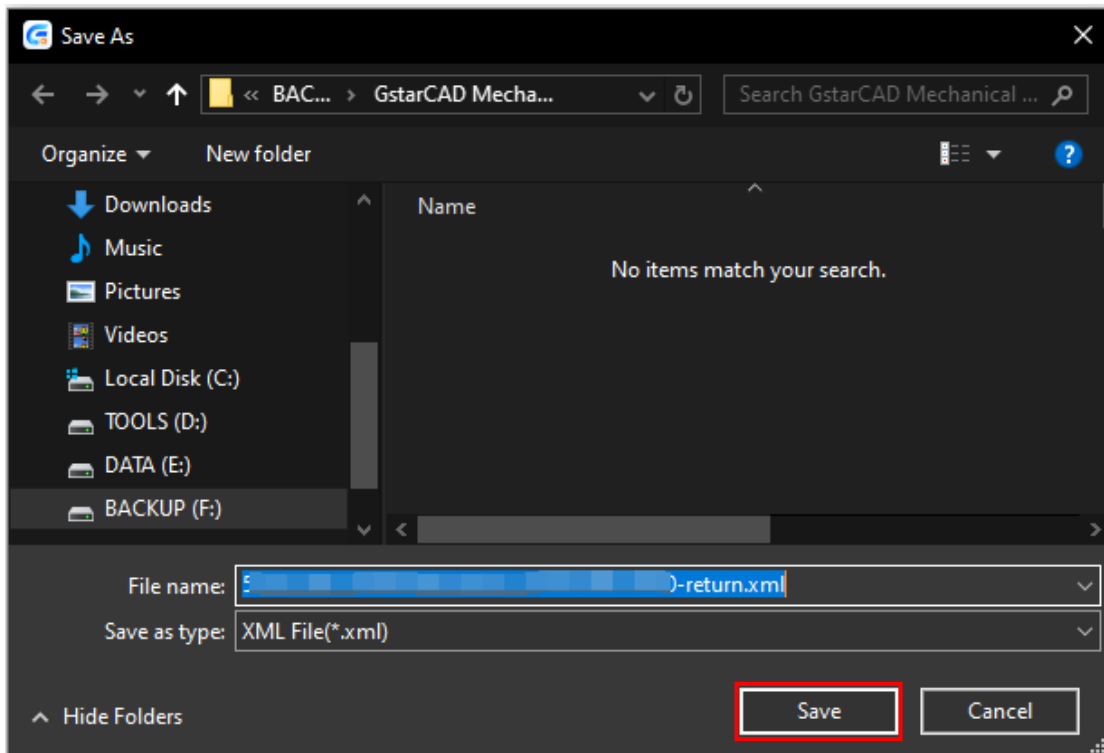 Save As
« BAC... › GstarCAD Mecha...
Search GstarCAD Mechanical ...
Organize
New folder
?
Downloads
Name
Music
No items match your search.
Pictures
Videos
Local Disk (C:)
TOOLS (D:)
DATA (E:)
BACKUP (F:)
File name:
-return.xml
Save as type:
XML File(*.xml)
Hide Folders
Save
Cancel